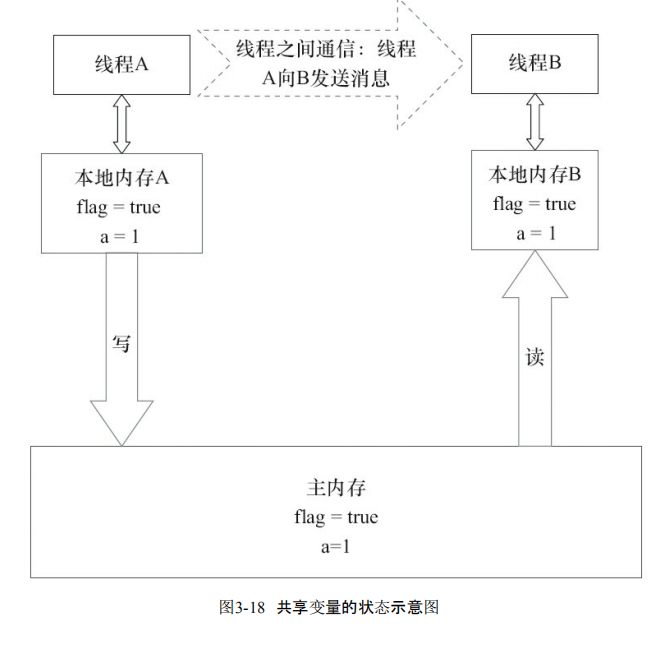 线程A
线程之间通信：线程
A向B发送消息
线程B
本地内存A
flag = true
a = 1
本地内存B
flag = true
a = 1
写
读
主内存
flag = true
a=1
图3-18 共享变量的状态示意图